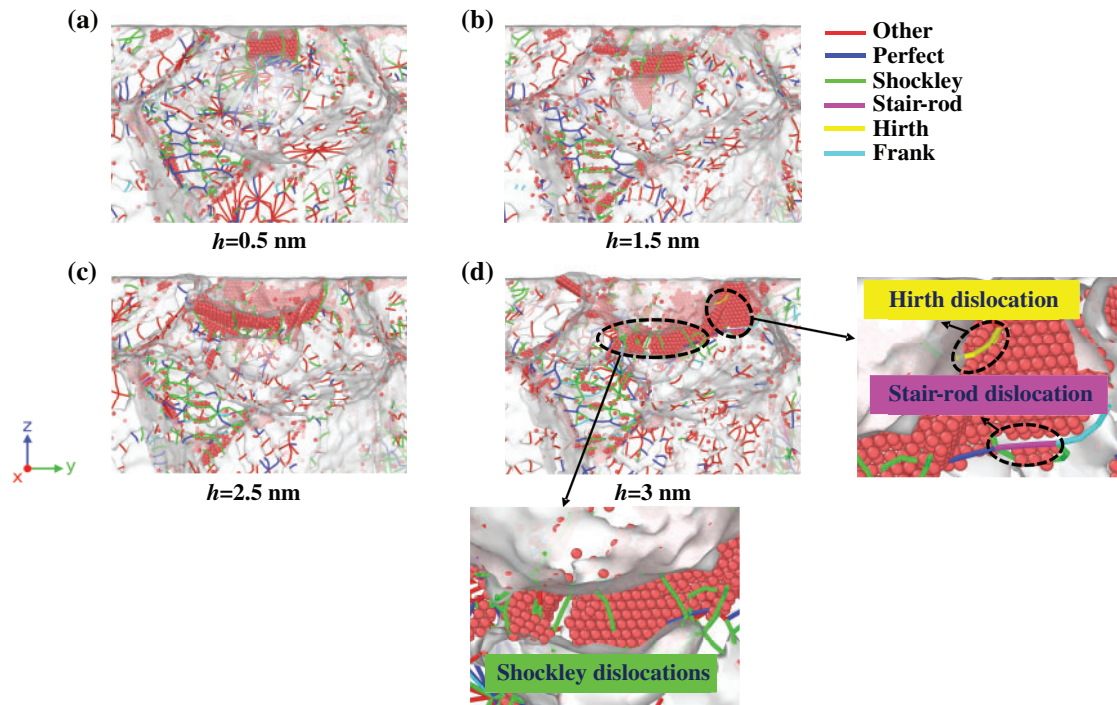 (a)
(b)
Other
Perfect
Shockley
Stair-rod
Hirth
Frank
h=0.5 nm
h=1.5 nm
(c)
(d)
Hirth dislocation
Stair-rod dislocation
z
x
y
h=2.5 nm
h=3 nm
Shockley dislocations